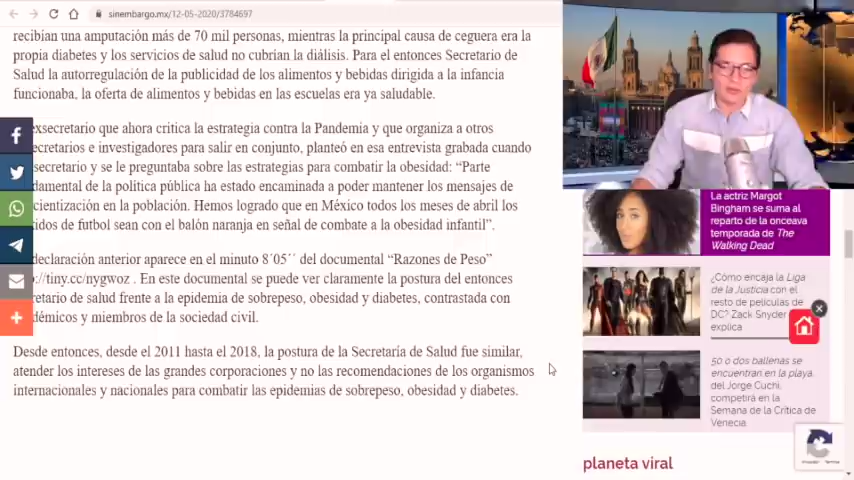 sinembargo.mx/12-05-2020/3784697
recibían una amputación más de 70 mil personas, mientras la principal causa de ceguera era la
propia diabetes y los servicios de salud no cubrían la diálisis. Para el entonces Secretario de
Salud la autorregulación de la publicidad de los alimentos y bebidas dirigida a la infancia
funcionaba, la oferta de alimentos y bebidas en las escuelas era ya saludable.
exsecretario que ahora critica la estrategia contra la Pandemia y que organiza a otros
secretarios e investigadores para salir en conjunto, planteó en esa entrevista grabada cuando
secretario y se le preguntaba sobre las estrategias para combatir la obesidad: “Parte
damental de la política pública ha estado encaminada a poder mantener los mensajes de
cientización en la población. Hemos logrado que en México todos los meses de abril los
idos de futbol sean con el balón naranja en señal de combate a la obesidad infantil”.
declaración anterior aparece en el minuto 8´05´´ del documental “Razones de Peso”
://tiny.cc/nygwoz . En este documental se puede ver claramente la postura del entonces
retario de salud frente a la epidemia de sobrepeso, obesidad y diabetes, contrastada con
démicos y miembros de la sociedad civil.
Desde entonces, desde el 2011 hasta el 2018, la postura de la Secretaría de Salud fue similar,
atender los intereses de las grandes corporaciones y no las recomendaciones de los organismos
internacionales y nacionales para combatir las epidemias de sobrepeso, obesidad y diabetes.
La actriz Margot
Bingham se suma al
reparto de la onceava
temporada de The
Walking Dead
¿Cómo encaja la Liga
de la Justicia con el
resto de películas de
DC? Zack Snyder
explica
50 o dos ballenas se
encuentran en la playa,
del Jorge Cuchi,
competirá en la
Semana de la Crítica de
Venecia
planeta viral